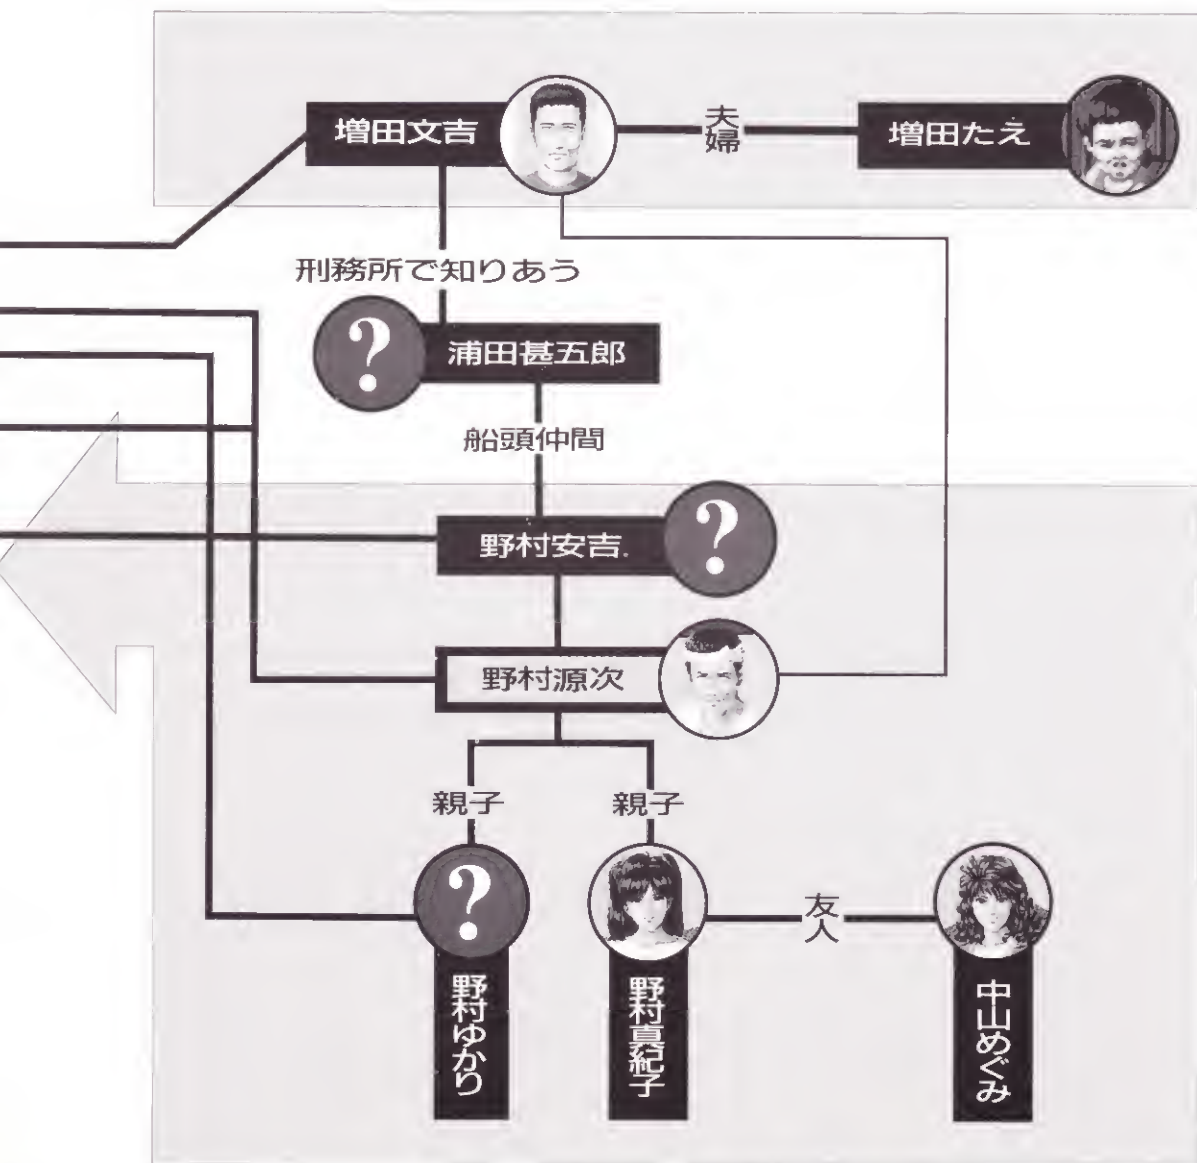 増田文吉
夫婦
増田たえ
刑務所で知りあう
?
浦田甚五郎
船頭仲間
野村安吉
?
野村源次
親子
親子
?
友人
野村ゆかり
野村真紀子
中山めぐみ